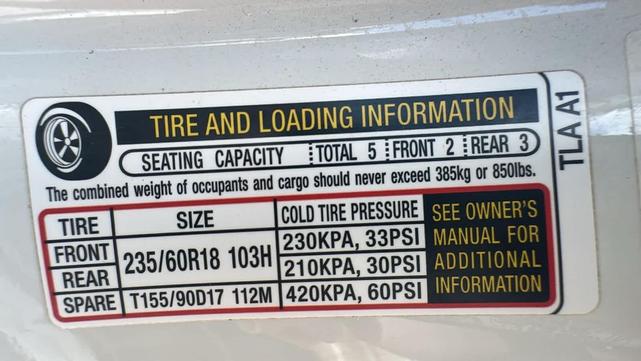 TIRE AND LOADING INFORMATION
SEATING CAPACITY TOTAL 5 FRONT 2 REAR 3
The combined weight of occupants and cargo should never exceed 385kg or 850lbs.
TIRE SIZE COLD TIRE PRESSURE
FRONT 235/60R18 103H 230KPA, 33PSI
REAR 210KPA, 30PSI
SPARE T155/90D17 112M 420KPA, 60PSI
SEE OWNER'S
MANUAL FOR
ADDITIONAL
INFORMATION
TLA A1